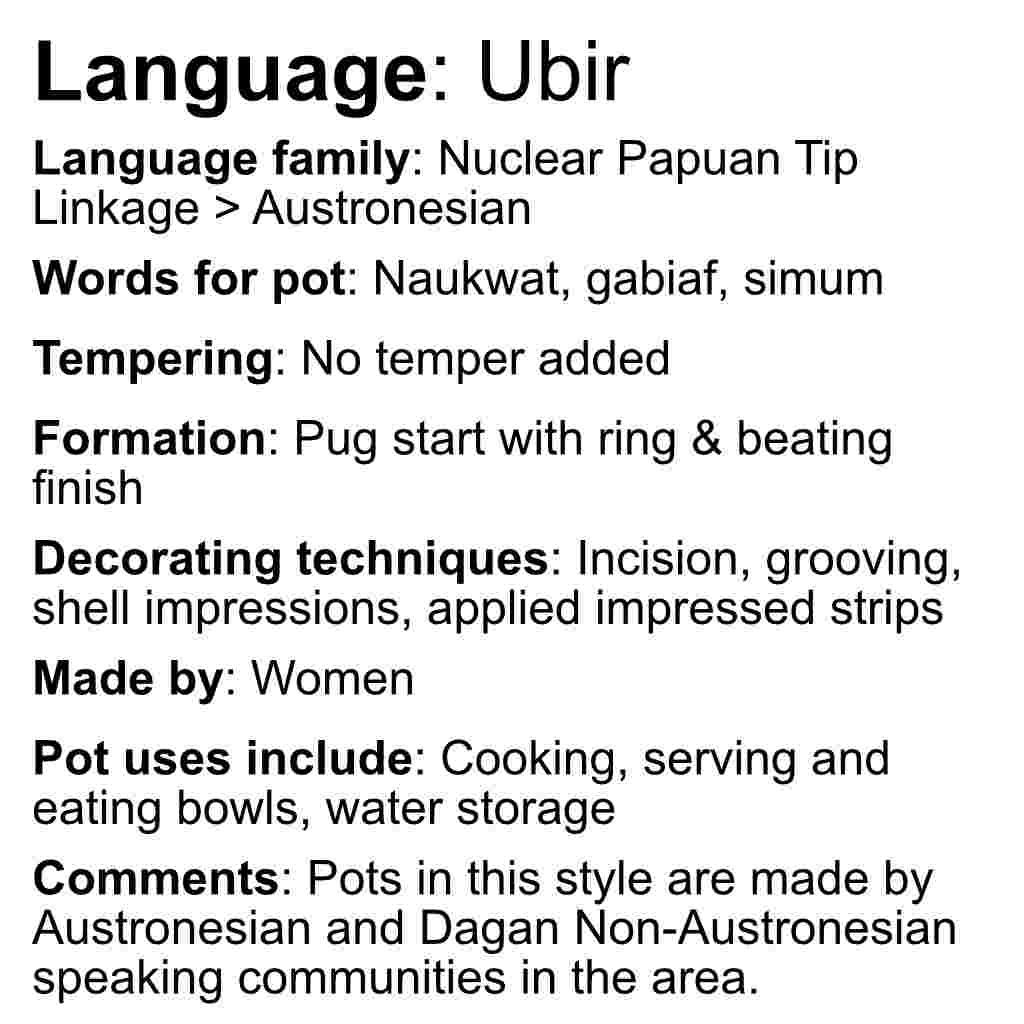 Language: Ubir
Language family: Nuclear Papuan Tip
Linkage > Austronesian
Words for pot: Naukwat, gabiaf, simum
Tempering: No temper added
Formation: Pug start with ring & beating
finish
Decorating techniques: Incision, grooving,
shell impressions, applied impressed strips
Made by: Women
Pot uses include: Cooking, serving and
eating bowls, water storage
Comments: Pots in this style are made by
Austronesian and Dagan Non-Austronesian
speaking communities in the area.